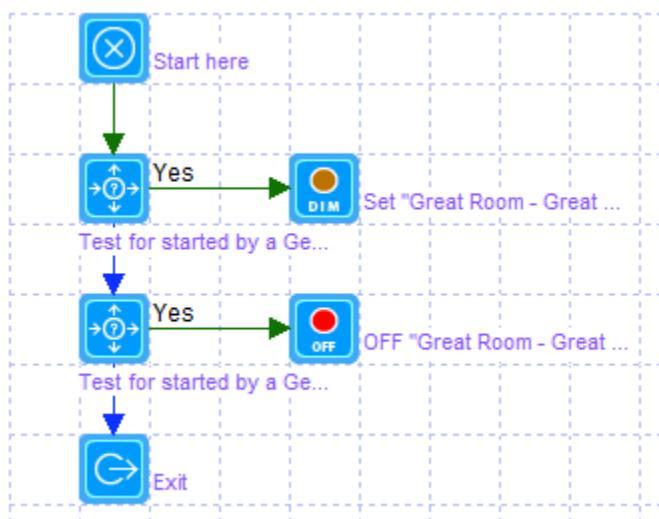 Start here
Yes
DIM
Set "Great Room - Great ...
Test for started by a Ge...
Yes
OFF
OFF "Great Room - Great ...
Test for started by a Ge...
Exit